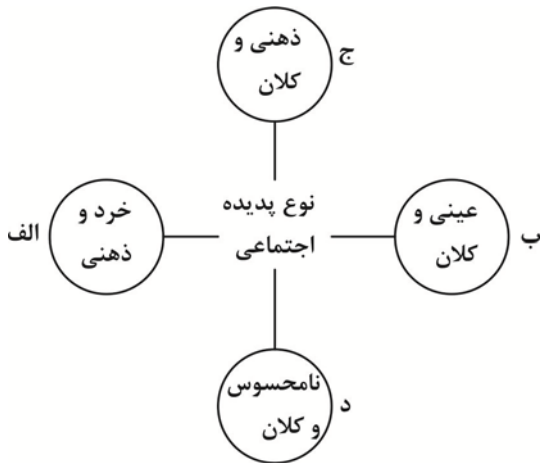 ذهنی و
کلان
ج
نوع پدیده
اجتماعی
عینی و
کلان
ب
خرد و
ذهنی
الف
نامحسوس
و کلان
د